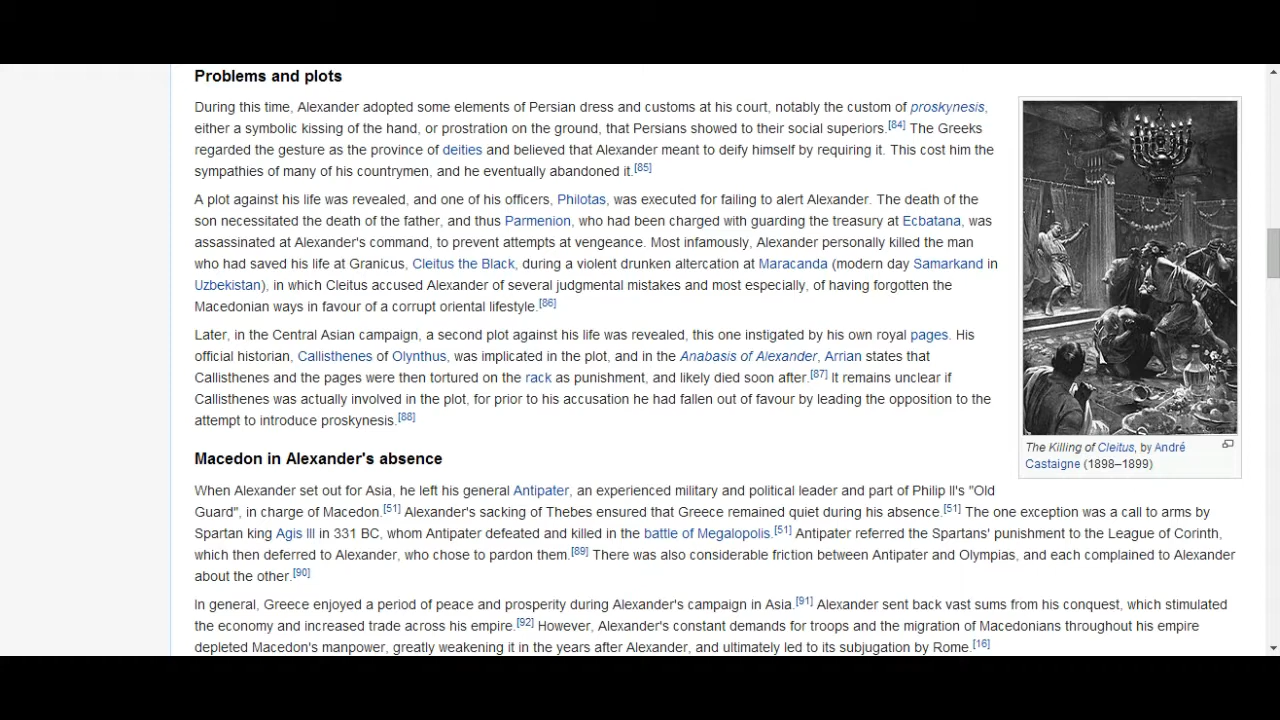 Problems and plots
During this time, Alexander adopted some elements of Persian dress and customs at his court, notably the custom of proskynesis,
either a symbolic kissing of the hand, or prostration on the ground, that Persians showed to their social superiors.[84] The Greeks
regarded the gesture as the province of deities and believed that Alexander meant to deify himself by requiring it. This cost him the
sympathies of many of his countrymen, and he eventually abandoned it.[85]
A plot against his life was revealed, and one of his officers, Philotas, was executed for failing to alert Alexander. The death of the
son necessitated the death of the father, and thus Parmenion, who had been charged with guarding the treasury at Ecbatana, was
assassinated at Alexander's command, to prevent attempts at vengeance. Most infamously, Alexander personally killed the man
who had saved his life at Granicus, Cleitus the Black, during a violent drunken altercation at Maracanda (modern day Samarkand in
Uzbekistan), in which Cleitus accused Alexander of several judgmental mistakes and most especially, of having forgotten the
Macedonian ways in favour of a corrupt oriental lifestyle.[86]
Later, in the Central Asian campaign, a second plot against his life was revealed, this one instigated by his own royal pages. His
official historian, Callisthenes of Olynthus, was implicated in the plot, and in the Anabasis of Alexander, Arrian states that
Callisthenes and the pages were then tortured on the rack as punishment, and likely died soon after.[87] It remains unclear if
Callisthenes was actually involved in the plot, for prior to his accusation he had fallen out of favour by leading the opposition to the
attempt to introduce proskynesis.[88]
The Killing of Cleitus, by André
Castaigne (1898–1899)
Macedon in Alexander's absence
When Alexander set out for Asia, he left his general Antipater, an experienced military and political leader and part of Philip II's "Old
Guard", in charge of Macedon.[51] Alexander's sacking of Thebes ensured that Greece remained quiet during his absence.[51] The one exception was a call to arms by
Spartan king Agis III in 331 BC, whom Antipater defeated and killed in the battle of Megalopolis.[51] Antipater referred the Spartans' punishment to the League of Corinth,
which then deferred to Alexander, who chose to pardon them.[89] There was also considerable friction between Antipater and Olympias, and each complained to Alexander
about the other.[90]
In general, Greece enjoyed a period of peace and prosperity during Alexander's campaign in Asia.[91] Alexander sent back vast sums from his conquest, which stimulated
the economy and increased trade across his empire.[92] However, Alexander's constant demands for troops and the migration of Macedonians throughout his empire
depleted Macedon's manpower, greatly weakening it in the years after Alexander, and ultimately led to its subjugation by Rome.[16]